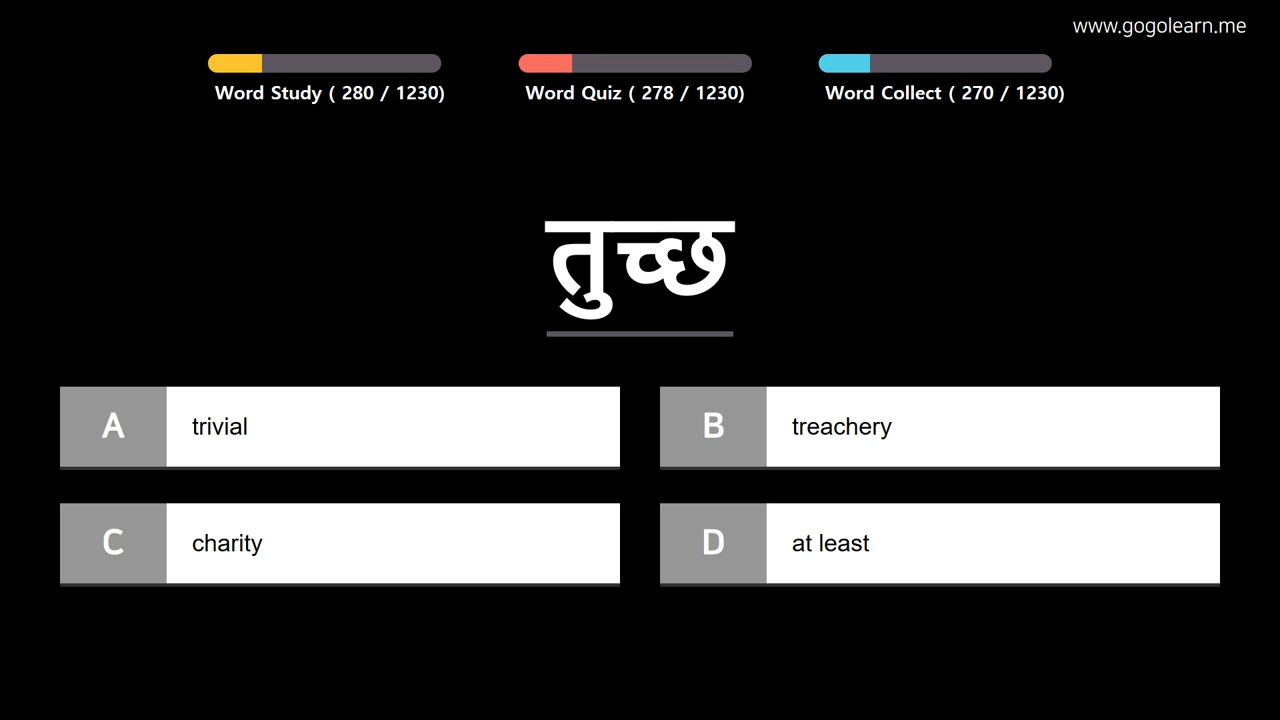 www.gogolearn.me
Word Study ( 280 / 1230)
Word Quiz ( 278 / 1230)
Word Collect ( 270 / 1230)
तुच्छ
A trivial
B treachery
C charity
D at least